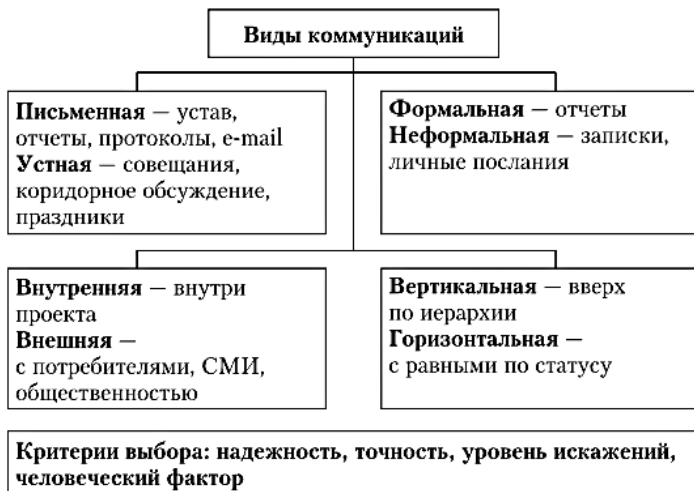 Виды коммуникаций
Письменная — устав,
отчеты, протоколы, e-mail
Устная — совещания,
коридорное обсуждение,
праздники
Формальная — отчеты
Неформальная — записки,
личные послания
Внутренняя — внутри
проекта
Внешняя —
с потребителями, СМИ,
общественностью
Вертикальная — вверх
по иерархии
Горизонтальная —
с равными по статусу
Критерии выбора: надежность, точность, уровень искажений,
человеческий фактор